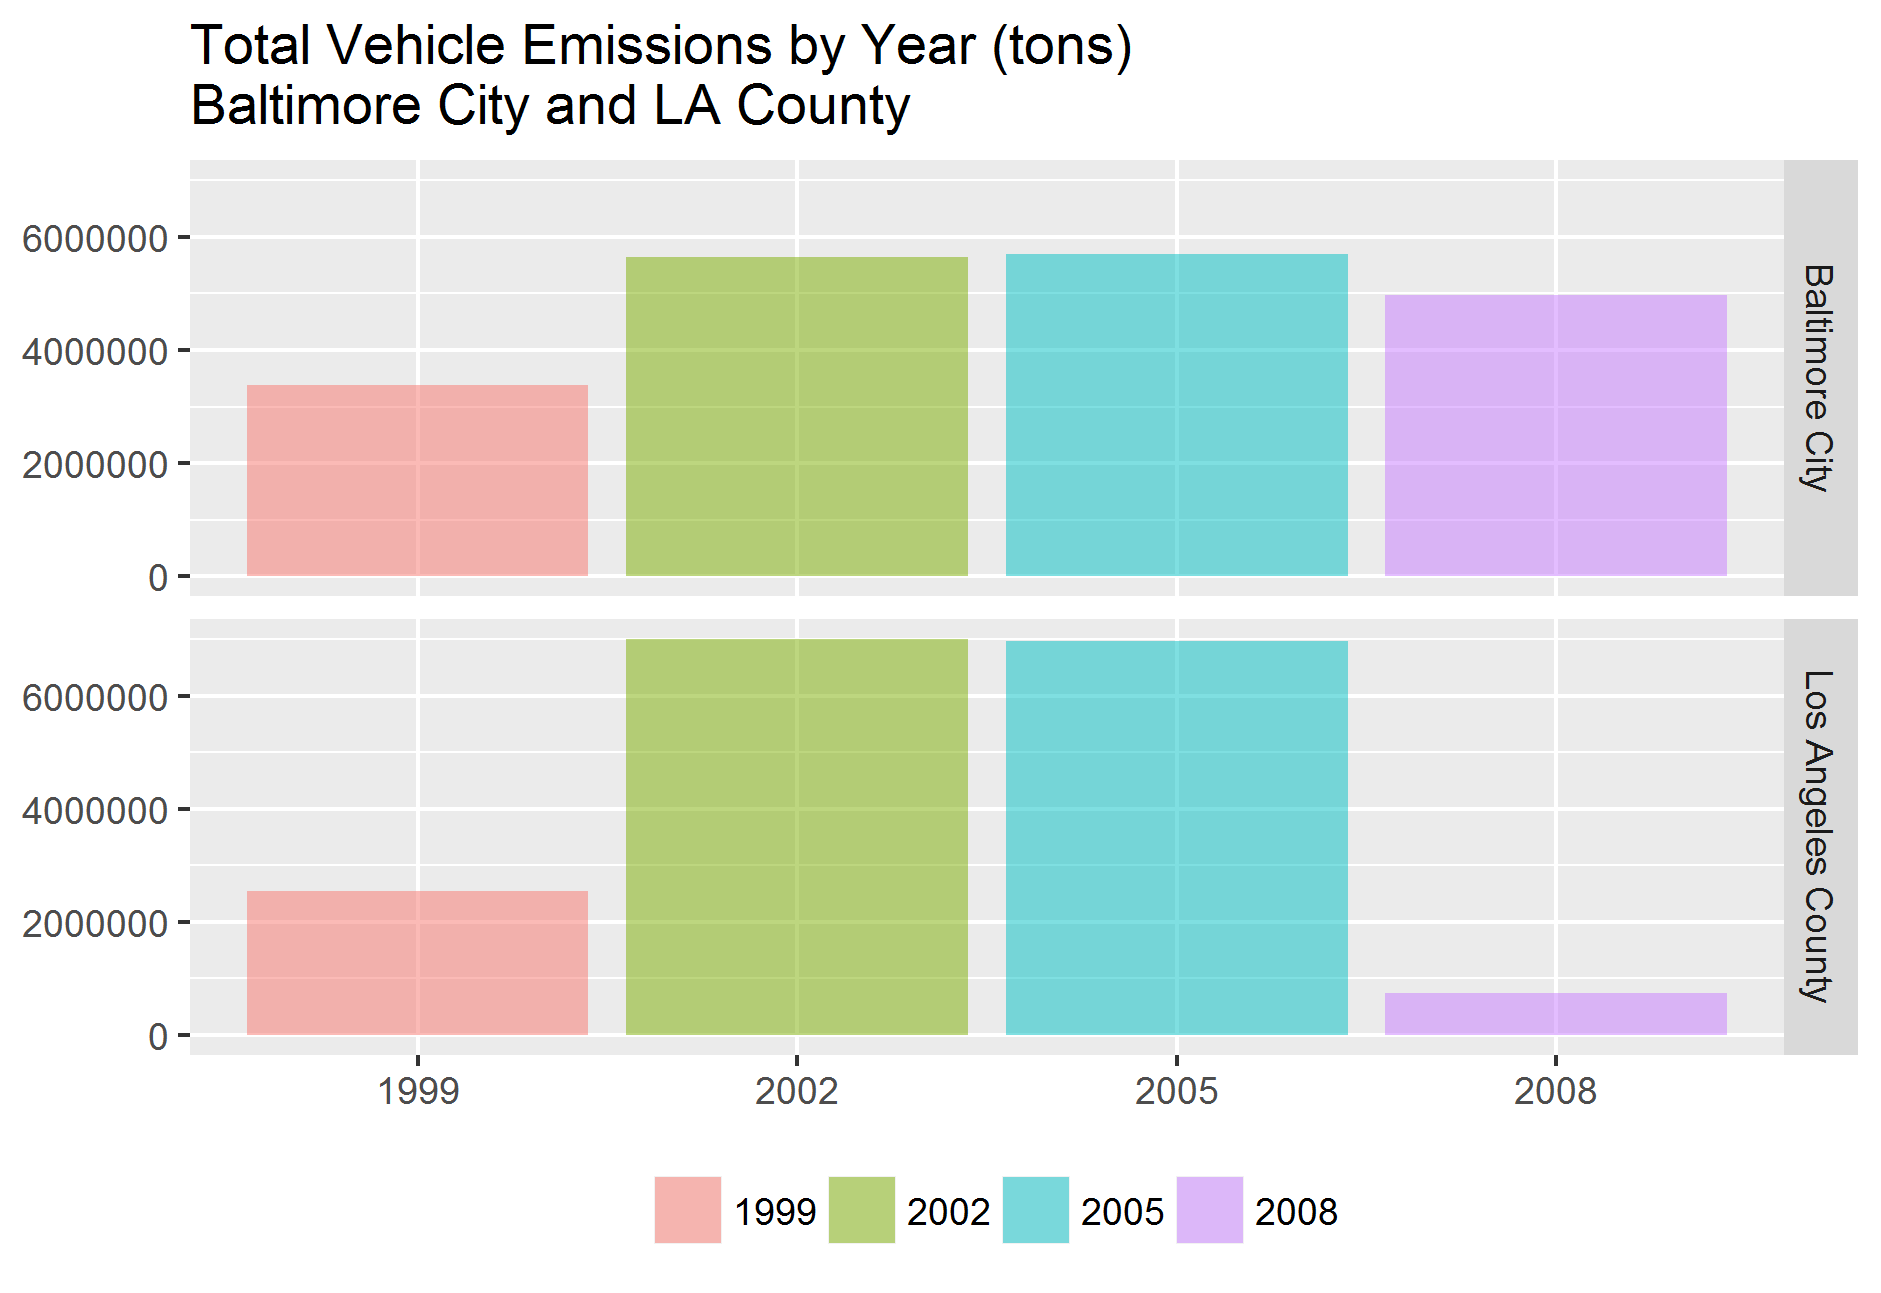 Total Vehicle Emissions by Year (tons)
Baltimore City and LA County
6000000
4000000
2000000
0
Baltimore City
6000000
4000000
2000000
0
Los Angeles County
1999 2002 2005 2008
1999 2002 2005 2008